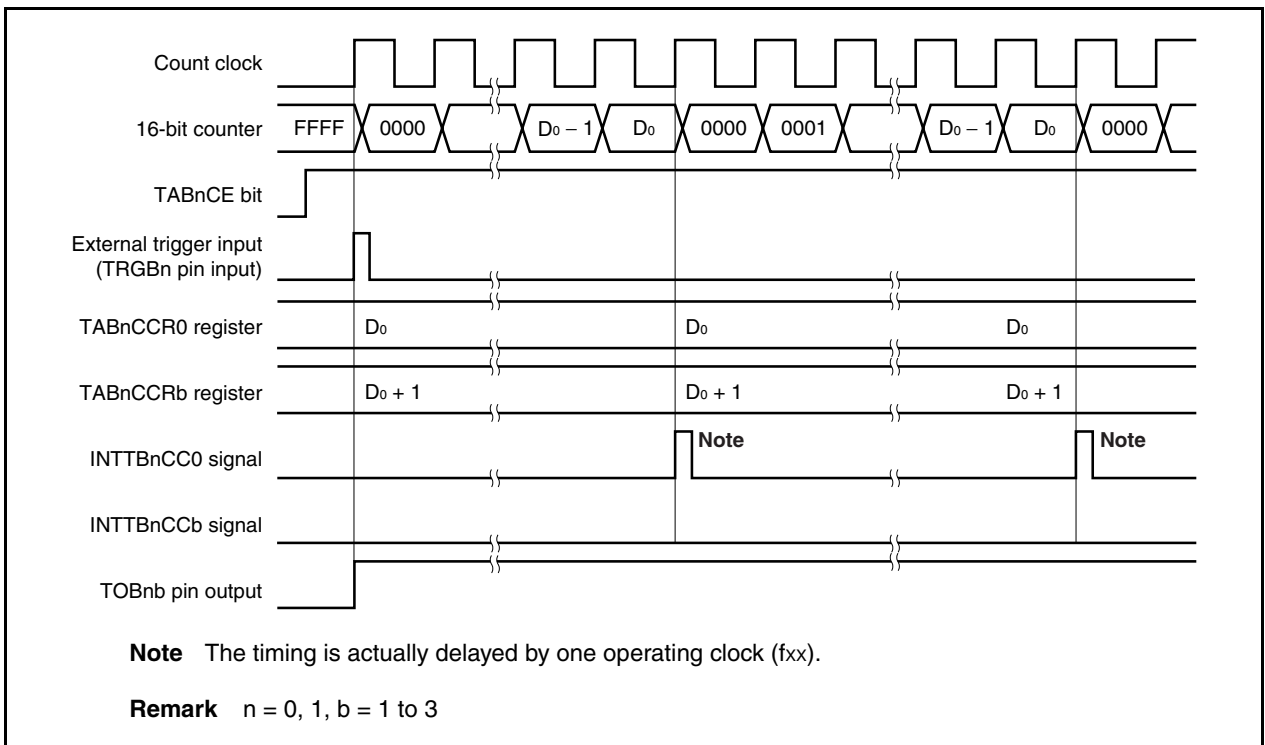 Count clock
16-bit counter FFFF 0000 D0 − 1 D0 0000 0001 D0 − 1 D0 0000
TABnCE bit
External trigger input
(TRGBn pin input)
TABnCCR0 register D0 D0 D0
TABnCCRb register D0 + 1 D0 + 1 D0 + 1
INTTBnCC0 signal Note Note
INTTBnCCb signal
TOBnb pin output
Note The timing is actually delayed by one operating clock (fxx).
Remark n = 0, 1, b = 1 to 3